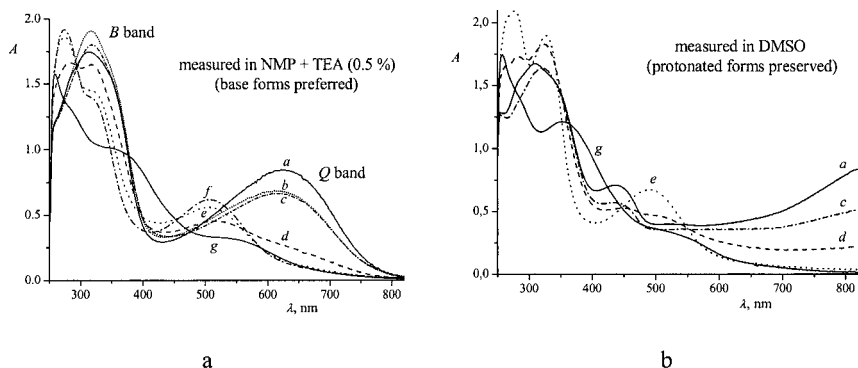 A
2.0
1.5
1.0
0.5
0.0
B band
measured in NMP + TEA (0.5 %)
(base forms preferred)
a
b
c
Q band
f
e
d
g
300 400 500 600 700 800
λ, nm
a
A
2,0
1,5
1,0
0,5
0,0
measured in DMSO
(protonated forms preserved)
g
e
a
c
d
300 400 500 600 700 800
λ, nm
b